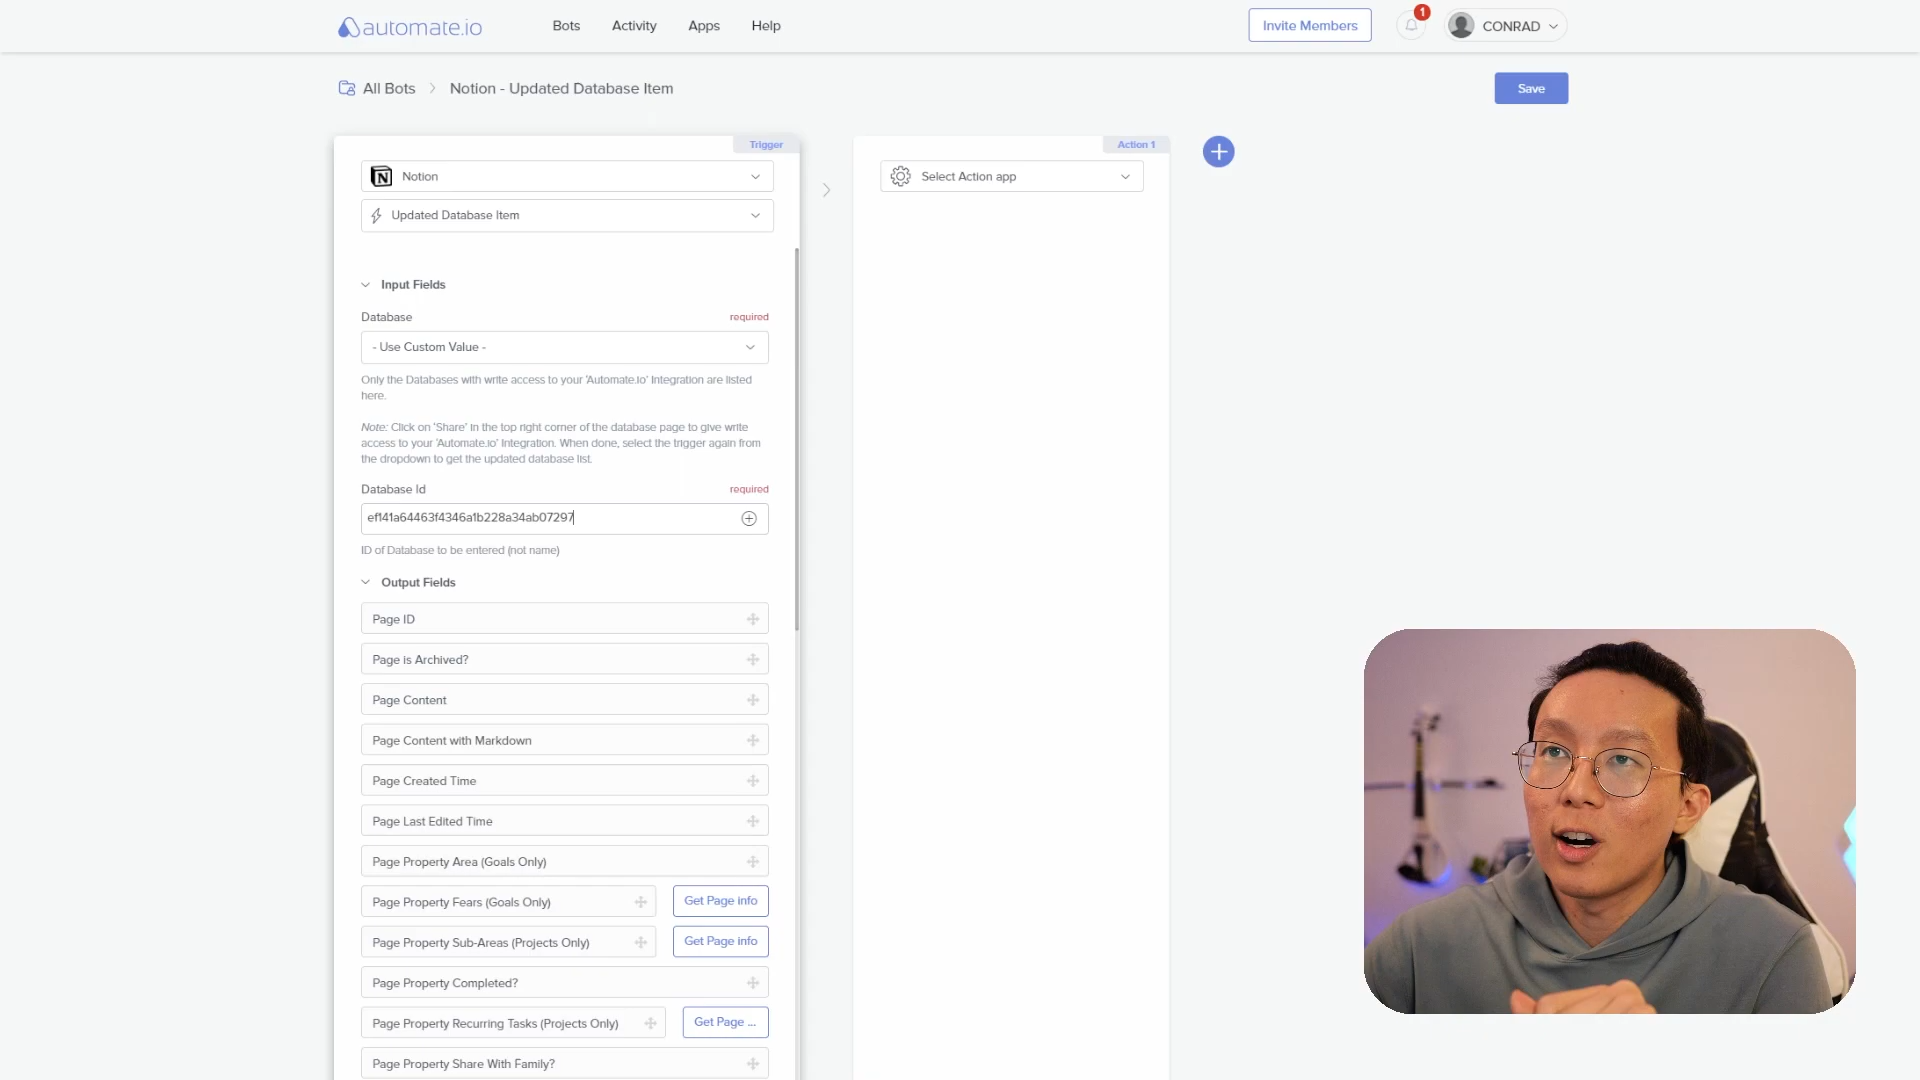 automate.io
Bots
Activity
Apps
Help
Invite Members
1
CONRAD
All Bots
Notion - Updated Database Item
Save
Trigger
Notion
Updated Database Item
Input Fields
Database
required
- Use Custom Value -
Only the Databases with write access to your 'Automate.io' Integration are listed
here.
Note: Click on 'Share' in the top right corner of the database page to give write
access to your 'Automate.io' Integration. When done, select the trigger again from
the dropdown to get the updated database list.
Database Id
required
ef141a64463f4346a1b228a34ab07297
ID of Database to be entered (not name)
Output Fields
Page ID
Page is Archived?
Page Content
Page Content with Markdown
Page Created Time
Page Last Edited Time
Page Property Area (Goals Only)
Page Property Fears (Goals Only)
Get Page info
Page Property Sub-Areas (Projects Only)
Get Page info
Page Property Completed?
Page Property Recurring Tasks (Projects Only)
Get Page ...
Page Property Share With Family?
Action 1
Select Action app